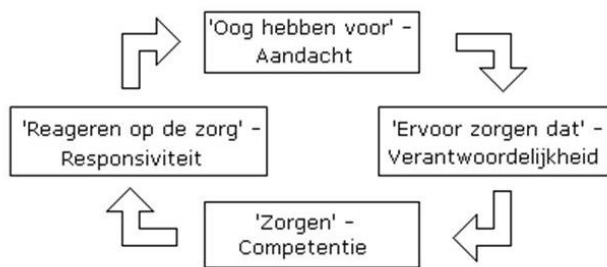 'Oog hebben voor' -
Aandacht
'Ervoor zorgen dat' -
Verantwoordelijkheid
'Zorgen' -
Competentie
'Reageren op de zorg' -
Responsiviteit